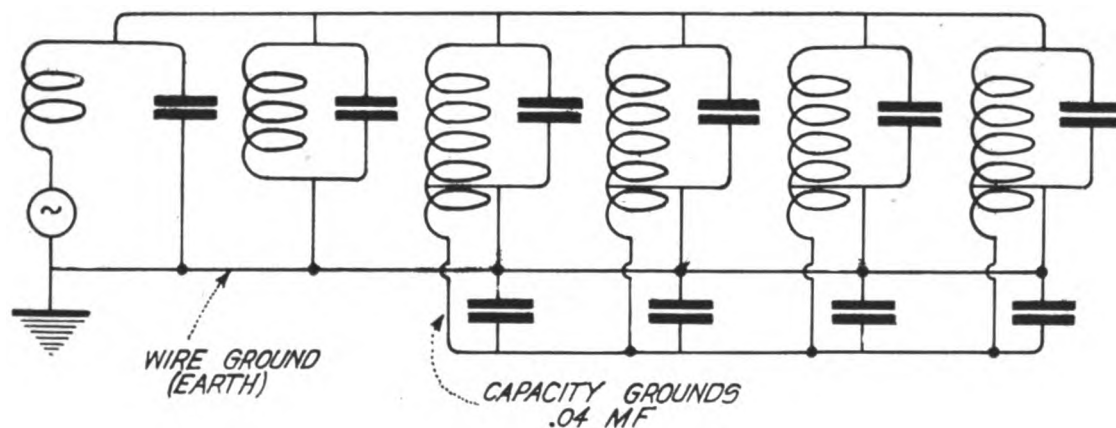 ~
WIRE GROUND
(EARTH)
CAPACITY GROUNDS
.04 MF